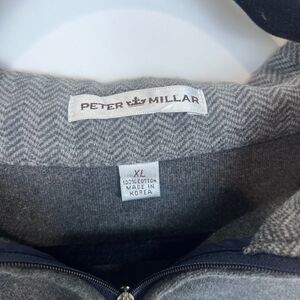 PETER MILLAR
XL
100% COTTON
MADE IN
KOREA